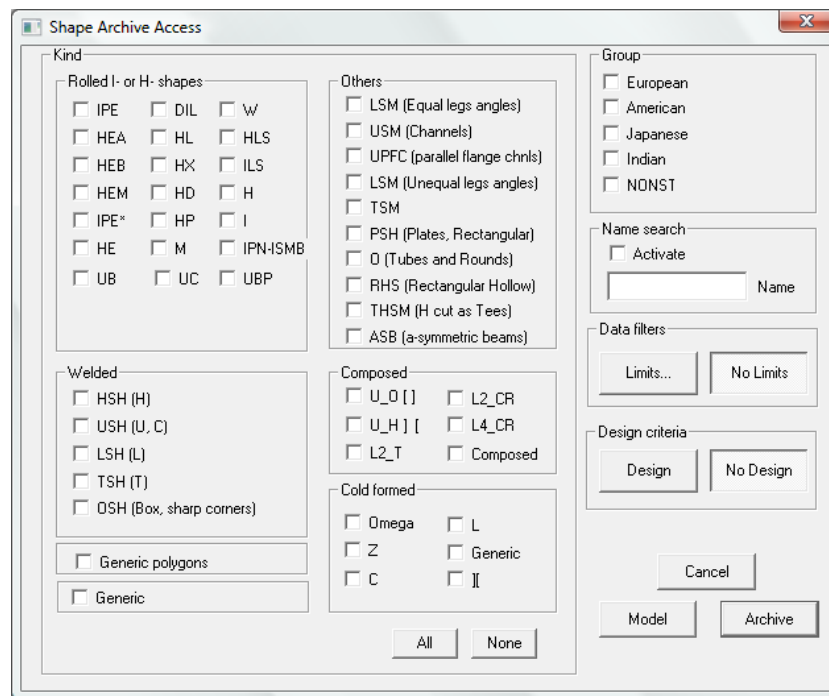 Shape Archive Access
Kind
Rolled I- or H- shapes
IPE DIL W
HEA HL HLS
HEB HX ILS
HEM HD H
IPE* HP I
HE M IPN-ISMB
UB UC UBP
Others
LSM (Equal legs angles)
USM (Channels)
UPFC (parallel flange chnls)
LSM (Unequal legs angles)
TSM
PSH (Plates, Rectangular)
O (Tubes and Rounds)
RHS (Rectangular Hollow)
THSM (H cut as Tees)
ASB (a-symmetric beams)
Welded
HSH (H)
USH (U, C)
LSH (L)
TSH (T)
OSH (Box, sharp corners)
Generic polygons
Generic
Composed
U_O [ ] L2_CR
U_H ] [ L4_CR
L2_T Composed
Cold formed
Omega L
Z Generic
C ][
All None
Group
European
American
Japanese
Indian
NONST
Name search
Activate
Name
Data filters
Limits... No Limits
Design criteria
Design No Design
Cancel
Model Archive